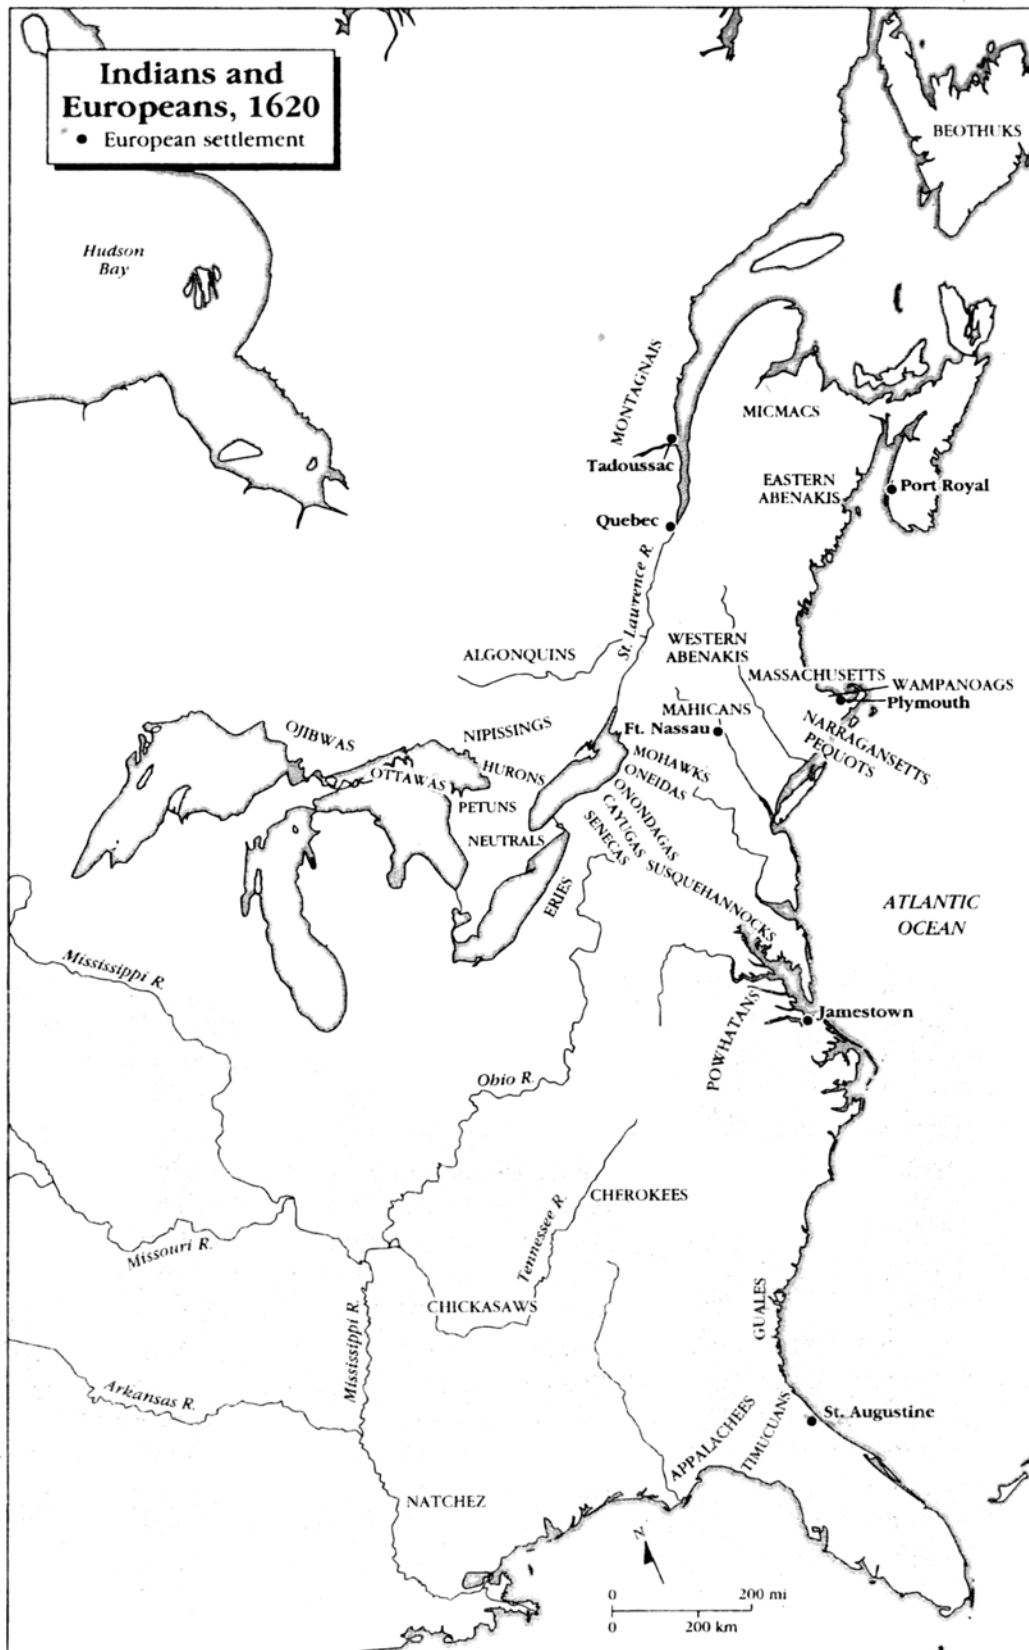 Indians and
Europeans, 1620
● European settlement
BEOTHUKS
Hudson
Bay
MONTAGNAIS
MICMACS
Tadoussac
EASTERN
ABENAKIS
Port Royal
Quebec
St. Lawrence R.
ALGONQUINS
WESTERN
ABENAKIS
MASSACHUSETTS
WAMPANOAGS
Plymouth
MAHICANS
Ft. Nassau
NARRAGANSETTS
PEQUOTS
OJIBWAS
NIPISSINGS
OTTAWAS
HURONS
MOHAWKS
ONEIDAS
PETUNS
ONONDAGAS
CAYUGAS
SENECAS
NEUTRALS
SUSQUEHANNOCKS
ERIES
ATLANTIC
OCEAN
Mississippi R.
Jamestown
POWHATANS
Ohio R.
CHEROKEES
Tennessee R.
Missouri R.
CHICKASAWS
GUALES
Mississippi R.
Arkansas R.
St. Augustine
APPALACHEES
TIMUCUANS
NATCHEZ
N
0 200 mi
0 200 km